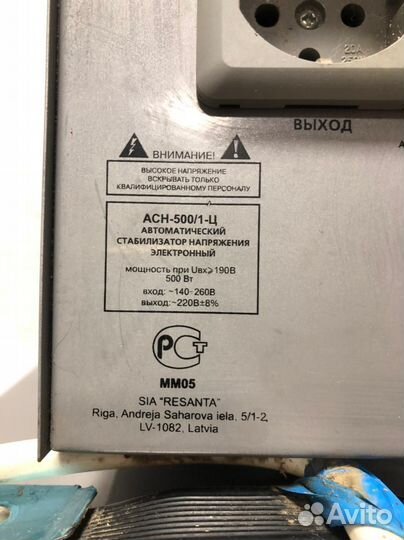 20А
ВЫХОД
ВНИМАНИЕ!
ВЫСОКОЕ НАПРЯЖЕНИЕ
ВСКРЫВАТЬ ТОЛЬКО
КВАЛИФИЦИРОВАННОМУ ПЕРСОНАЛУ
АСН-500/1-Ц
АВТОМАТИЧЕСКИЙ
СТАБИЛИЗАТОР НАПРЯЖЕНИЯ
ЭЛЕКТРОННЫЙ
мощность при Uвх≥190В
500 Вт
вход: ~140-260В
выход:~220В±8%
РСТ
ММ05
SIA "RESANTA"
Riga, Andreja Saharova iela, 5/1-2,
LV-1082, Latvia
Avito